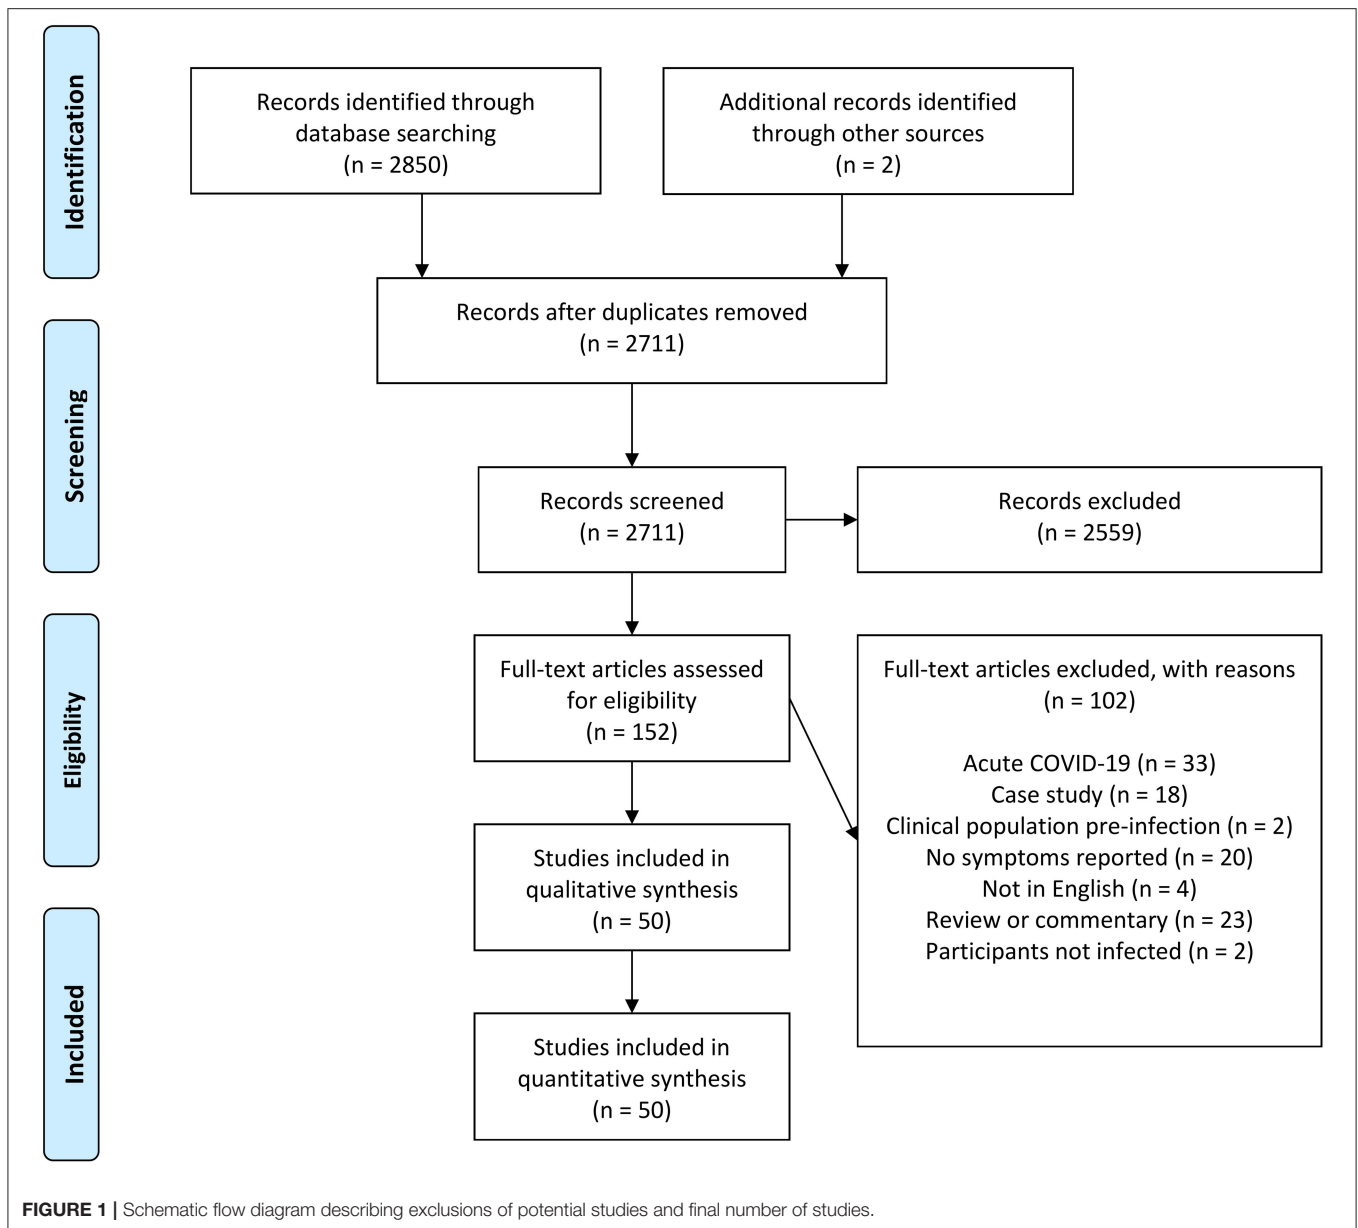 Identification
Records identified through
database searching
(n = 2850)
Additional records identified
through other sources
(n = 2)
Records after duplicates removed
(n = 2711)
Screening
Records screened
(n = 2711)
Records excluded
(n = 2559)
Eligibility
Full-text articles assessed
for eligibility
(n = 152)
Full-text articles excluded, with reasons
(n = 102)
Acute COVID-19 (n = 33)
Case study (n = 18)
Clinical population pre-infection (n = 2)
No symptoms reported (n = 20)
Not in English (n = 4)
Review or commentary (n = 23)
Participants not infected (n = 2)
Studies included in
qualitative synthesis
(n = 50)
Included
Studies included in
quantitative synthesis
(n = 50)
FIGURE 1 | Schematic flow diagram describing exclusions of potential studies and final number of studies.